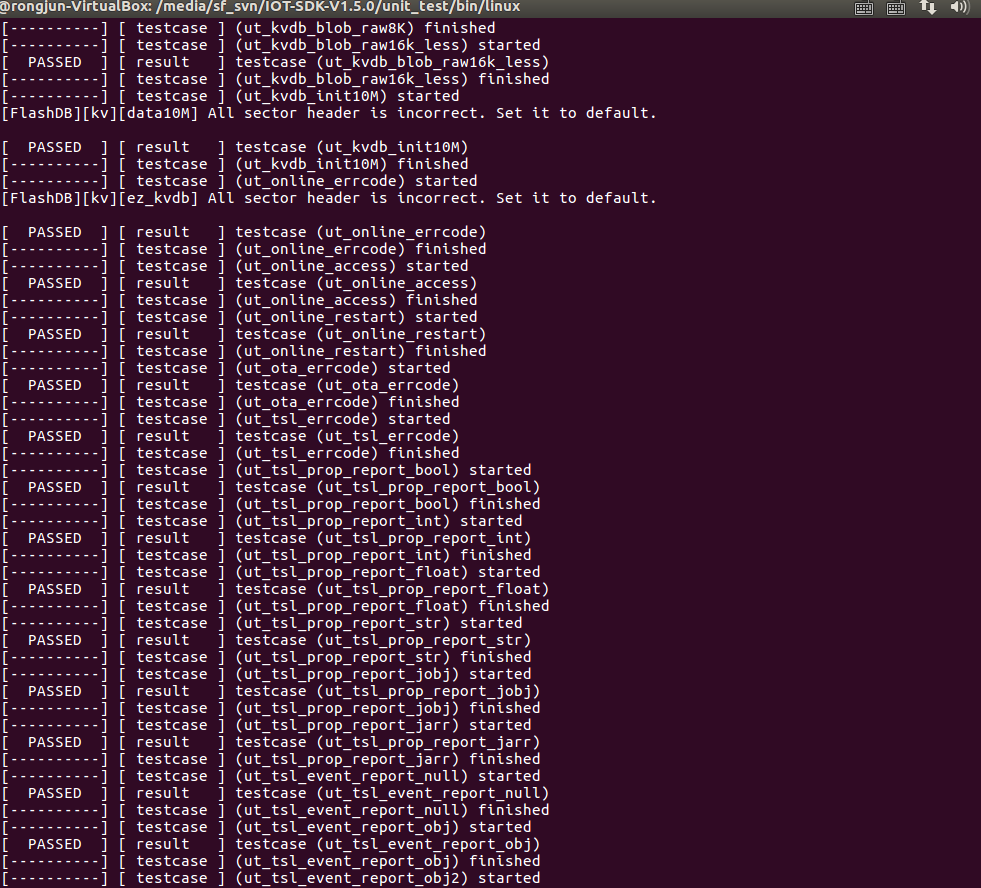 @rongjun-VirtualBox: /media/sf_svn/IOT-SDK-V1.5.0/unit_test/bin/linux
[----------] [ testcase ] (ut_kvdb_blob_raw8K) finished
[----------] [ testcase ] (ut_kvdb_blob_raw16k_less) started
[  PASSED  ] [ result   ] testcase (ut_kvdb_blob_raw16k_less)
[----------] [ testcase ] (ut_kvdb_blob_raw16k_less) finished
[----------] [ testcase ] (ut_kvdb_init10M) started
[FlashDB][kv][data10M] All sector header is incorrect. Set it to default.
[  PASSED  ] [ result   ] testcase (ut_kvdb_init10M)
[----------] [ testcase ] (ut_kvdb_init10M) finished
[----------] [ testcase ] (ut_online_errcode) started
[FlashDB][kv][ez_kvdb] All sector header is incorrect. Set it to default.
[  PASSED  ] [ result   ] testcase (ut_online_errcode)
[----------] [ testcase ] (ut_online_errcode) finished
[----------] [ testcase ] (ut_online_access) started
[  PASSED  ] [ result   ] testcase (ut_online_access)
[----------] [ testcase ] (ut_online_access) finished
[----------] [ testcase ] (ut_online_restart) started
[  PASSED  ] [ result   ] testcase (ut_online_restart)
[----------] [ testcase ] (ut_online_restart) finished
[----------] [ testcase ] (ut_ota_errcode) started
[  PASSED  ] [ result   ] testcase (ut_ota_errcode)
[----------] [ testcase ] (ut_ota_errcode) finished
[----------] [ testcase ] (ut_tsl_errcode) started
[  PASSED  ] [ result   ] testcase (ut_tsl_errcode)
[----------] [ testcase ] (ut_tsl_errcode) finished
[----------] [ testcase ] (ut_tsl_prop_report_bool) started
[  PASSED  ] [ result   ] testcase (ut_tsl_prop_report_bool)
[----------] [ testcase ] (ut_tsl_prop_report_bool) finished
[----------] [ testcase ] (ut_tsl_prop_report_int) started
[  PASSED  ] [ result   ] testcase (ut_tsl_prop_report_int)
[----------] [ testcase ] (ut_tsl_prop_report_int) finished
[----------] [ testcase ] (ut_tsl_prop_report_float) started
[  PASSED  ] [ result   ] testcase (ut_tsl_prop_report_float)
[----------] [ testcase ] (ut_tsl_prop_report_float) finished
[----------] [ testcase ] (ut_tsl_prop_report_str) started
[  PASSED  ] [ result   ] testcase (ut_tsl_prop_report_str)
[----------] [ testcase ] (ut_tsl_prop_report_str) finished
[----------] [ testcase ] (ut_tsl_prop_report_jobj) started
[  PASSED  ] [ result   ] testcase (ut_tsl_prop_report_jobj)
[----------] [ testcase ] (ut_tsl_prop_report_jobj) finished
[----------] [ testcase ] (ut_tsl_prop_report_jarr) started
[  PASSED  ] [ result   ] testcase (ut_tsl_prop_report_jarr)
[----------] [ testcase ] (ut_tsl_prop_report_jarr) finished
[----------] [ testcase ] (ut_tsl_event_report_null) started
[  PASSED  ] [ result   ] testcase (ut_tsl_event_report_null)
[----------] [ testcase ] (ut_tsl_event_report_null) finished
[----------] [ testcase ] (ut_tsl_event_report_obj) started
[  PASSED  ] [ result   ] testcase (ut_tsl_event_report_obj)
[----------] [ testcase ] (ut_tsl_event_report_obj) finished
[----------] [ testcase ] (ut_tsl_event_report_obj2) started